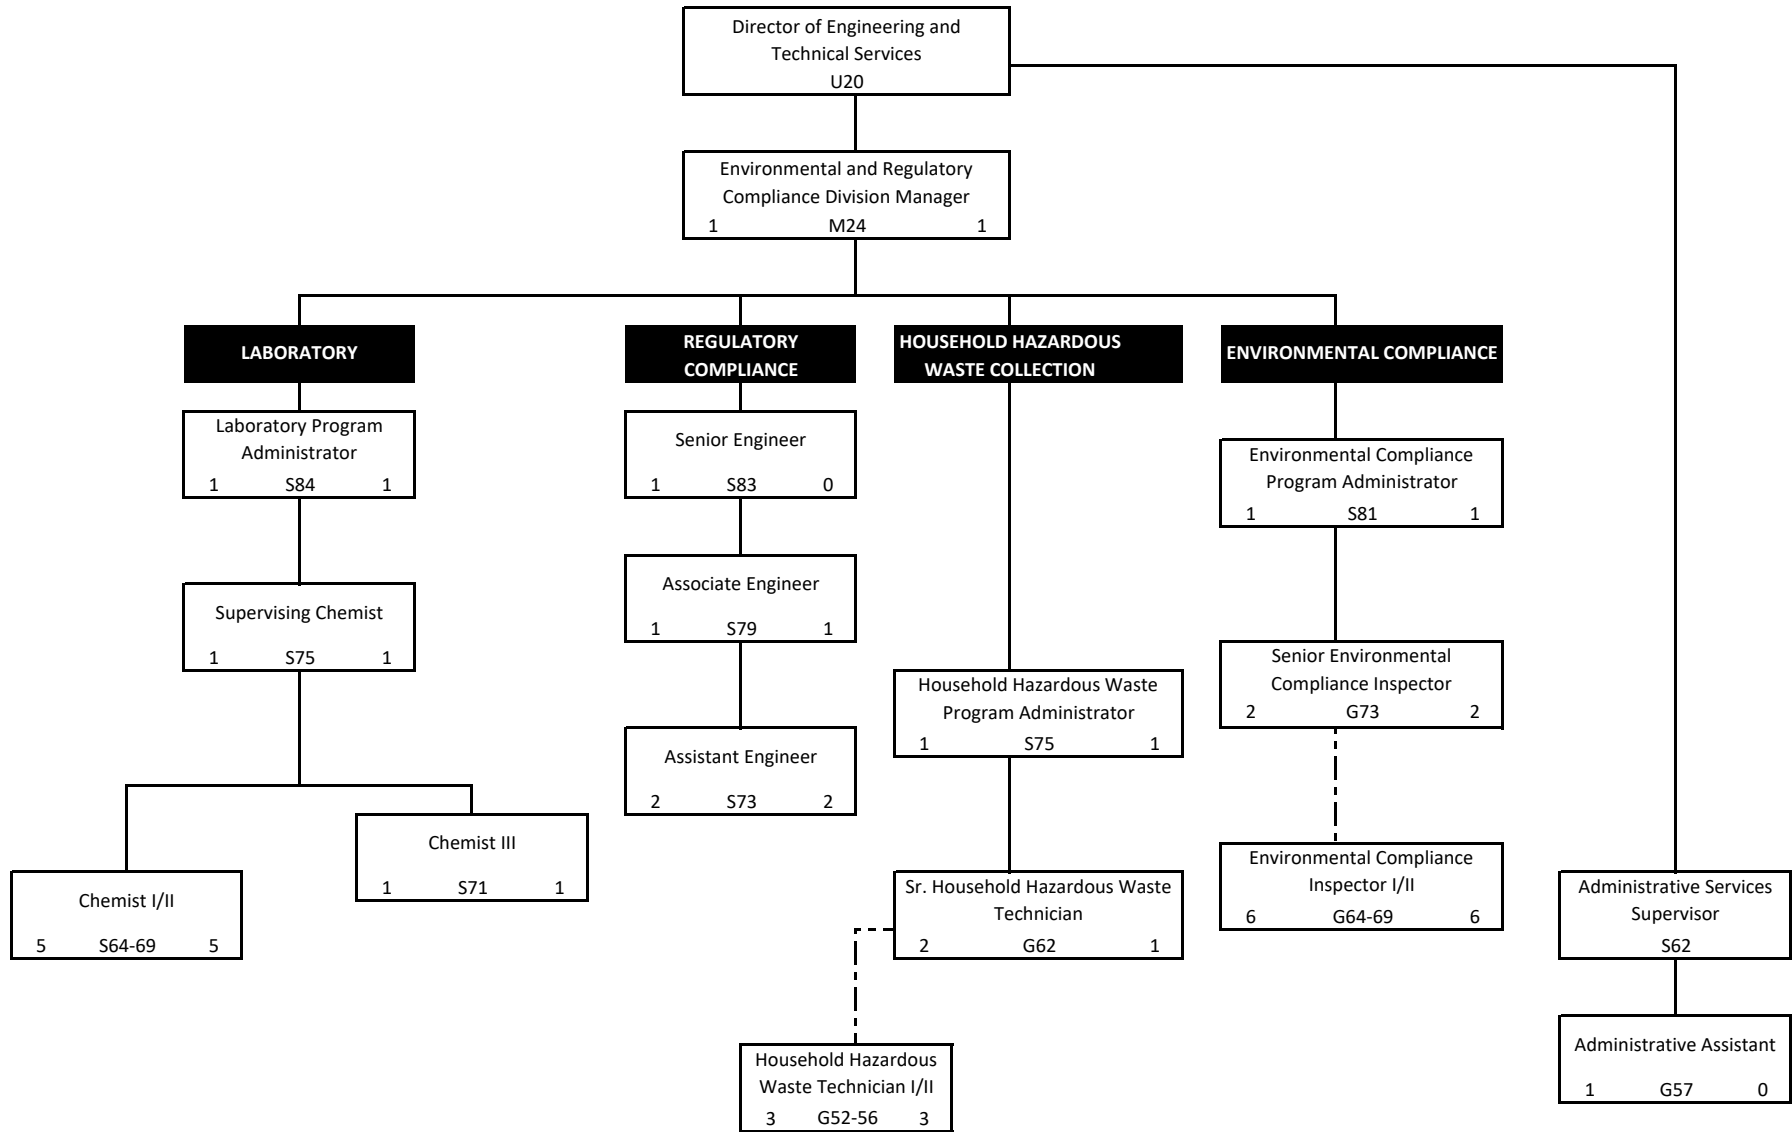 Director of Engineering and
Technical Services
U20
Environmental and Regulatory
Compliance Division Manager
1 M24 1
LABORATORY
Laboratory Program
Administrator
1 S84 1
Supervising Chemist
1 S75 1
Chemist I/II
5 S64-69 5
Chemist III
1 S71 1
REGULATORY
COMPLIANCE
Senior Engineer
1 S83 0
Associate Engineer
1 S79 1
Assistant Engineer
2 S73 2
HOUSEHOLD HAZARDOUS
WASTE COLLECTION
Household Hazardous Waste
Program Administrator
1 S75 1
Sr. Household Hazardous Waste
Technician
2 G62 1
Household Hazardous
Waste Technician I/II
3 G52-56 3
ENVIRONMENTAL COMPLIANCE
Environmental Compliance
Program Administrator
1 S81 1
Senior Environmental
Compliance Inspector
2 G73 2
Environmental Compliance
Inspector I/II
6 G64-69 6
Administrative Services
Supervisor
S62
Administrative Assistant
1 G57 0